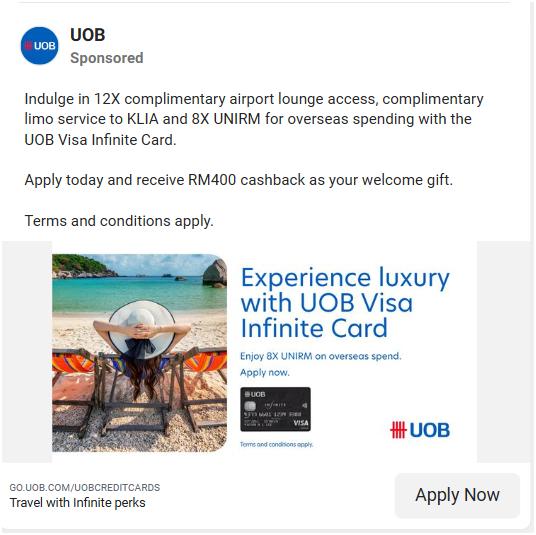 UOB
UOB
Sponsored
Indulge in 12X complimentary airport lounge access, complimentary
limo service to KLIA and 8X UNIRM for overseas spending with the
UOB Visa Infinite Card.
Apply today and receive RM400 cashback as your welcome gift.
Terms and conditions apply.
Experience luxury
with UOB Visa
Infinite Card
Enjoy 8X UNIRM on overseas spend.
Apply now.
UOB
INFINITE
VISA
Terms and conditions apply.
UOB
GO.UOB.COM/UOBCREDITCARDS
Travel with Infinite perks
Apply Now